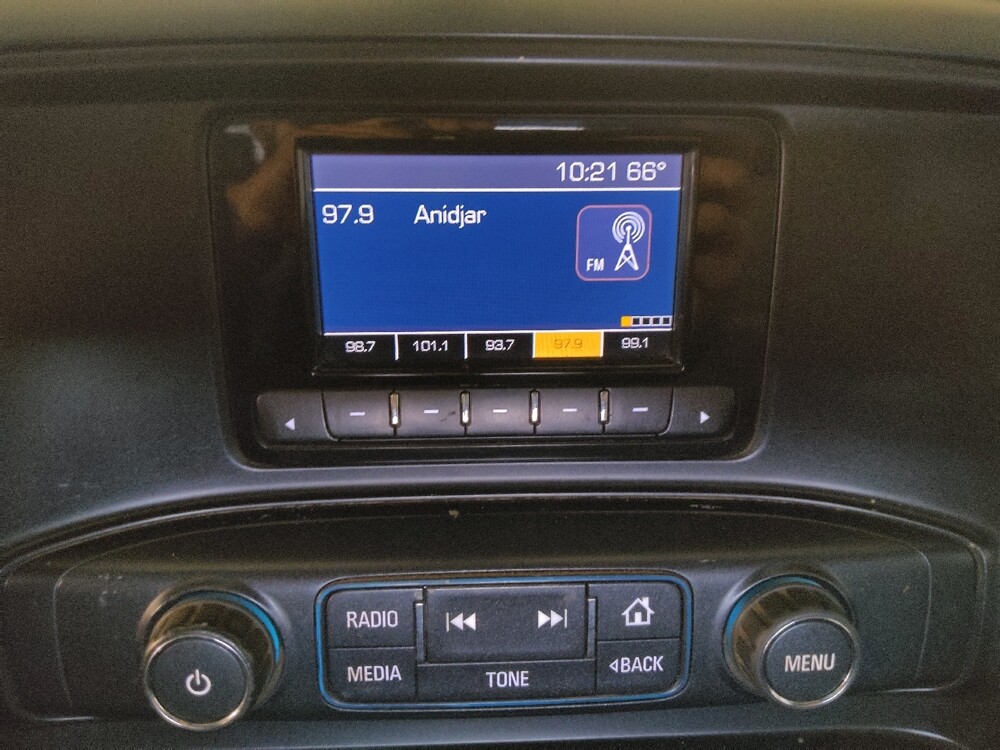 10:21 66°
97.9 Anidjar
FM
98.7 101.1 93.7 97.9 99.1
RADIO
MEDIA
TONE
BACK
MENU